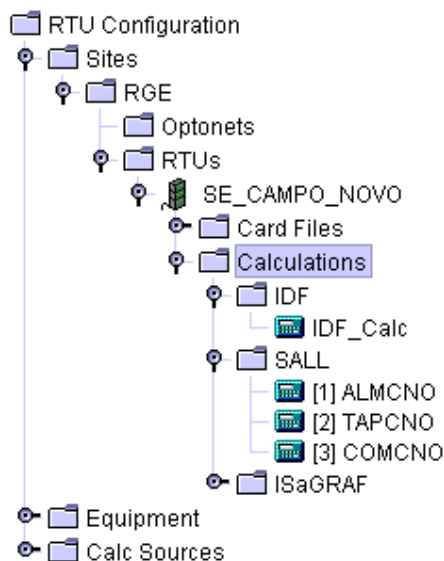 RTU Configuration
Sites
RGE
Optonets
RTUs
SE_CAMPO_NOVO
Card Files
Calculations
IDF
IDF_Calc
SALL
[1] ALMCNO
[2] TAPCNO
[3] COMCNO
ISaGRAF
Equipment
Calc Sources